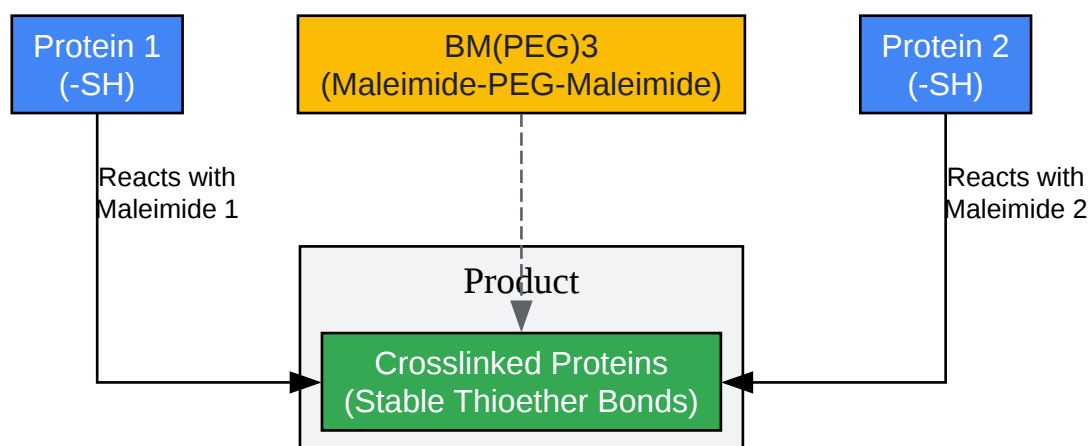 Protein 1
(-SH)
BM(PEG)3
(Maleimide-PEG-Maleimide)
Protein 2
(-SH)
Reacts with
Maleimide 1
Reacts with
Maleimide 2
Product
Crosslinked Proteins
(Stable Thioether Bonds)